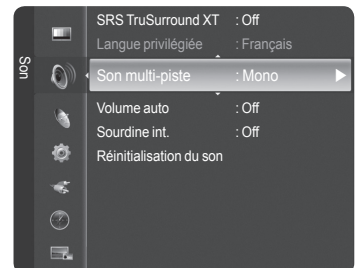 Son
SRS TruSurround XT : Off
Langue privilégiée : Français
Son multi-piste : Mono
Volume auto : Off
Sourdine int. : Off
Réinitialisation du son